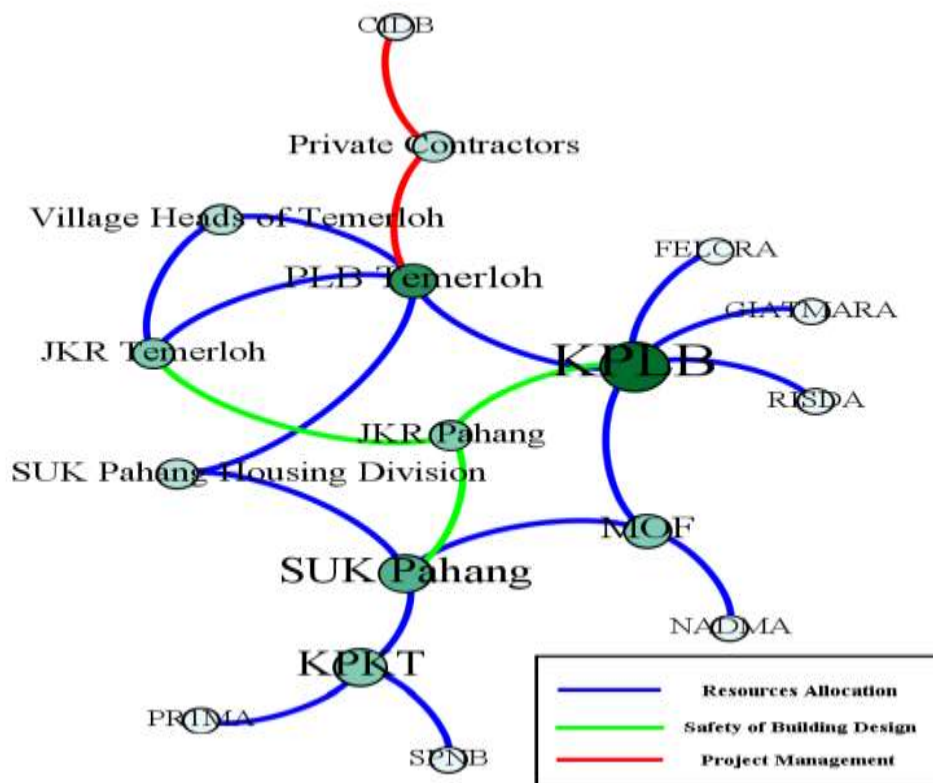 CIDB
Private Contractors
Village Heads of Temerloh
FELCRA
PLB Temerloh
GIATMARA
JKR Temerloh
KPLB
RISDA
JKR Pahang
SUK Pahang Housing Division
MOF
SUK Pahang
NADMA
KPKT
PRIMA
SPNB
Resources Allocation
Safety of Building Design
Project Management